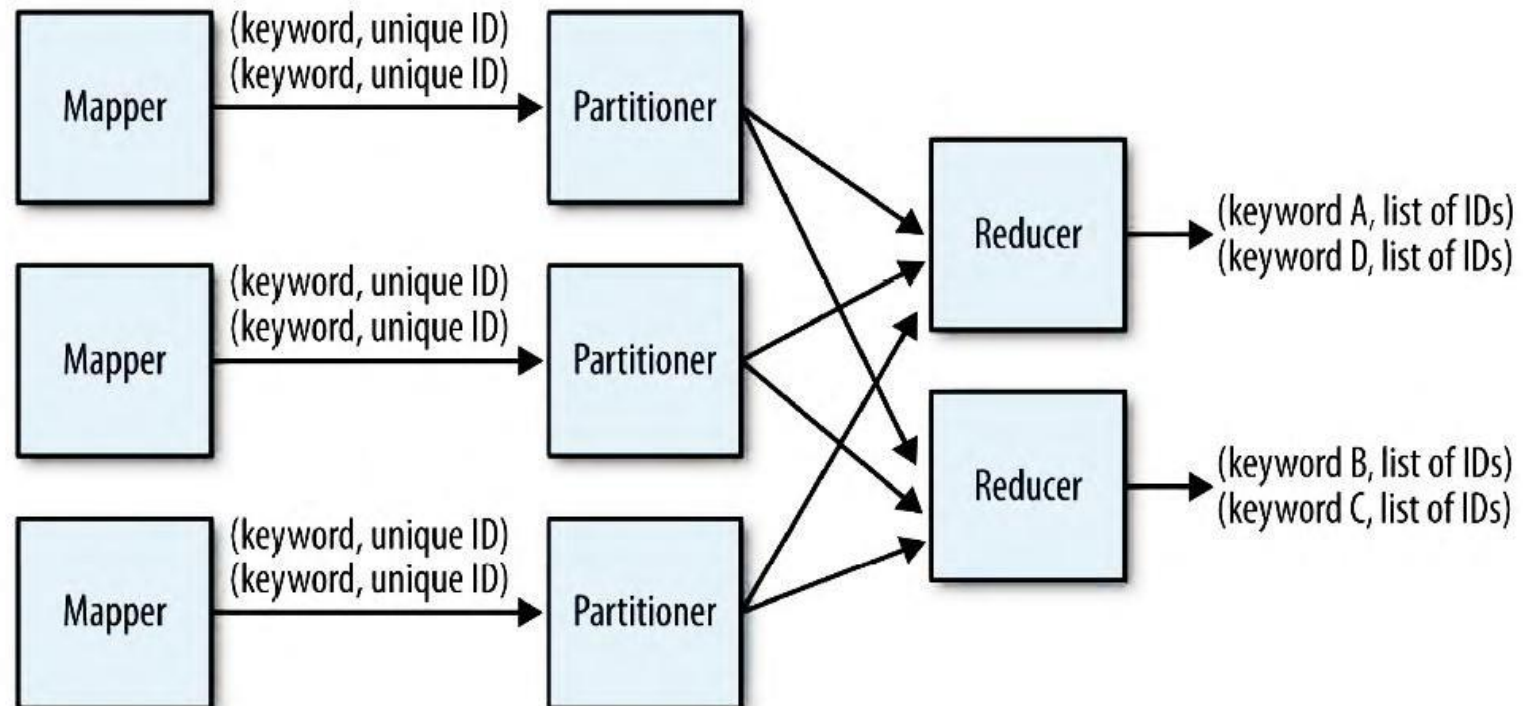 (keyword, unique ID)
(keyword, unique ID)
Mapper
Partitioner
Reducer
(keyword A, list of IDs)
(keyword D, list of IDs)
(keyword, unique ID)
(keyword, unique ID)
Mapper
Partitioner
Reducer
(keyword B, list of IDs)
(keyword C, list of IDs)
(keyword, unique ID)
(keyword, unique ID)
Mapper
Partitioner